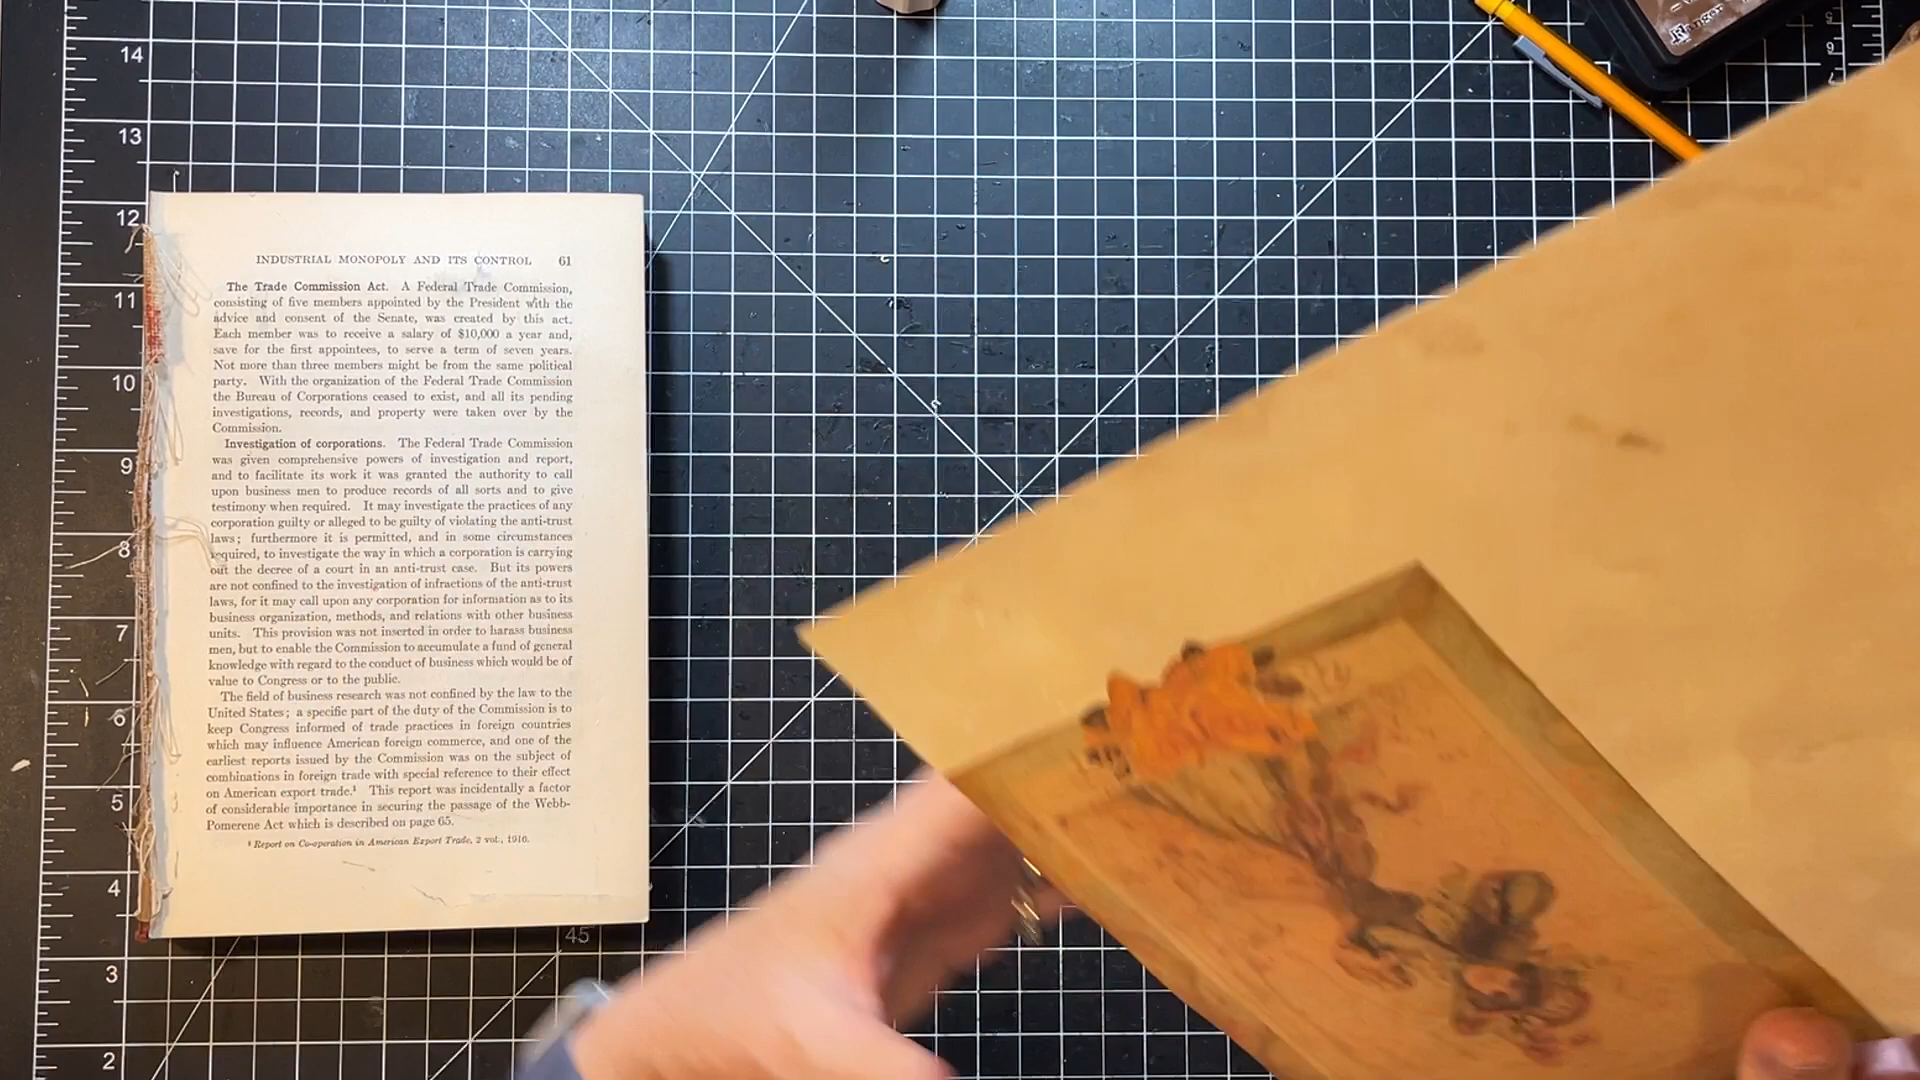 14
13
12
11
10
9
8
7
6
5
4
3
2
45
Ranger
INDUSTRIAL MONOPOLY AND ITS CONTROL 61
The Trade Commission Act. A Federal Trade Commission,
consisting of five members appointed by the President with the
advice and consent of the Senate, was created by this act.
Each member was to receive a salary of $10,000 a year and,
save for the first appointees, to serve a term of seven years.
Not more than three members might be from the same political
party. With the organization of the Federal Trade Commission
the Bureau of Corporations ceased to exist, and all its pending
investigations, records, and property were taken over by the
Commission.
Investigation of corporations. The Federal Trade Commission
was given comprehensive powers of investigation and report,
and to facilitate its work it was granted the authority to call
upon business men to produce records of all sorts and to give
testimony when required. It may investigate the practices of any
corporation guilty or alleged to be guilty of violating the anti-trust
laws; furthermore it is permitted, and in some circumstances
required, to investigate the way in which a corporation is carrying
out the decree of a court in an anti-trust case. But its powers
are not confined to the investigation of infractions of the anti-trust
laws, for it may call upon any corporation for information as to its
business organization, methods, and relations with other business
units. This provision was not inserted in order to harass business
men, but to enable the Commission to accumulate a fund of general
knowledge with regard to the conduct of business which would be of
value to Congress or to the public.
The field of business research was not confined by the law to the
United States; a specific part of the duty of the Commission is to
keep Congress informed of trade practices in foreign countries
which may influence American foreign commerce, and one of the
earliest reports issued by the Commission was on the subject of
combinations in foreign trade with special reference to their effect
on American export trade.¹ This report was incidentally a factor
of considerable importance in securing the passage of the Webb-
Pomerene Act which is described on page 65.
¹ Report on Co-operation in American Export Trade, 2 vol., 1916.